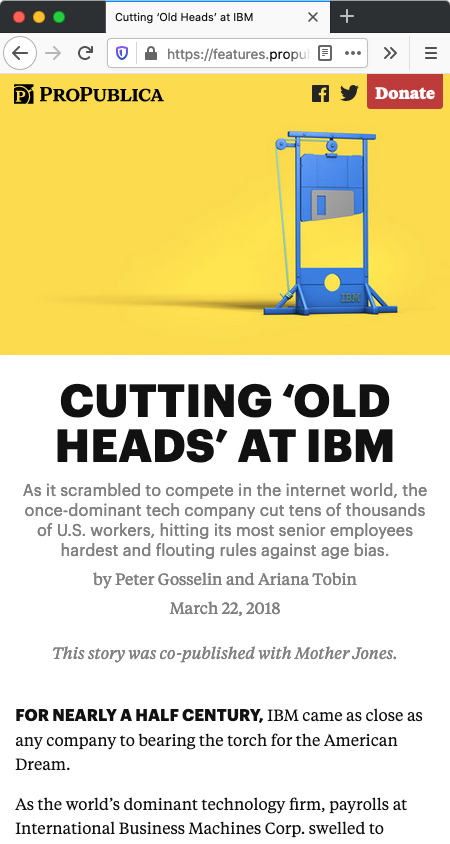 Cutting ‘Old Heads’ at IBM
https://features.propu
PROPUBLICA
Donate
IBM
CUTTING ‘OLD
HEADS’ AT IBM
As it scrambled to compete in the internet world, the
once-dominant tech company cut tens of thousands
of U.S. workers, hitting its most senior employees
hardest and flouting rules against age bias.
by Peter Gosselin and Ariana Tobin
March 22, 2018
This story was co-published with Mother Jones.
FOR NEARLY A HALF CENTURY, IBM came as close as
any company to bearing the torch for the American
Dream.
As the world’s dominant technology firm, payrolls at
International Business Machines Corp. swelled to